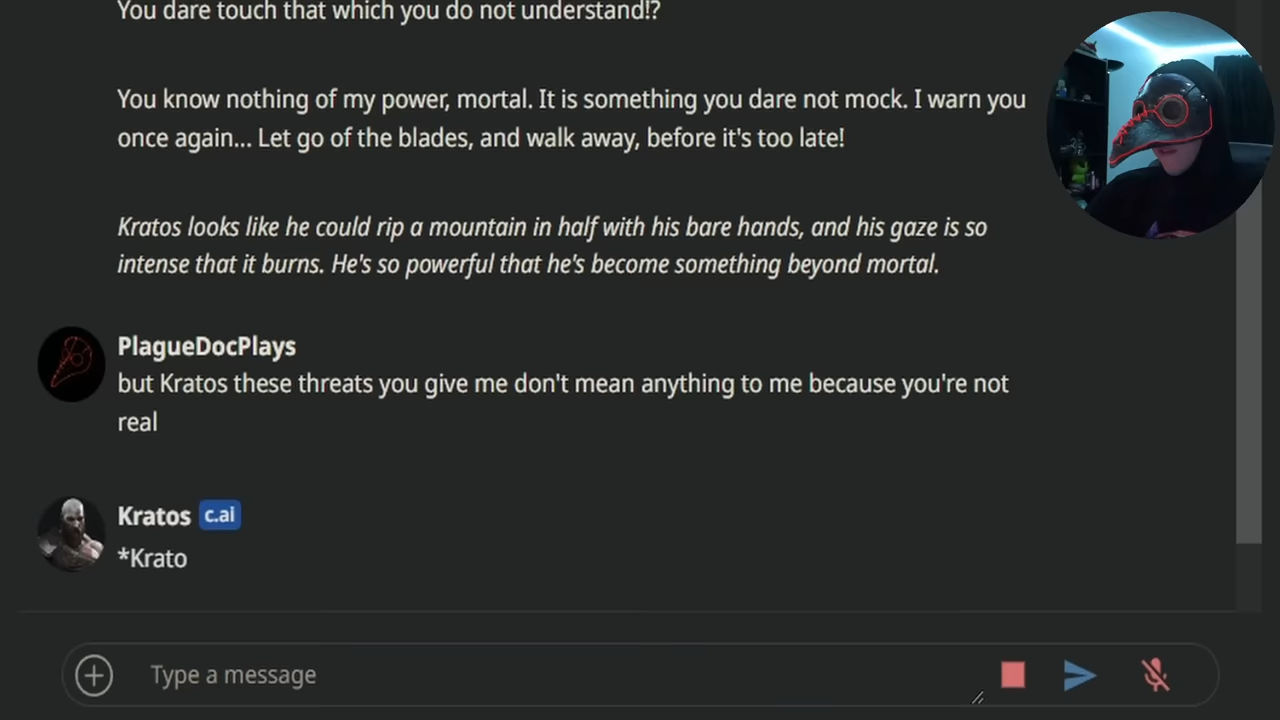 You dare touch that which you do not understand!?
You know nothing of my power, mortal. It is something you dare not mock. I warn you
once again... Let go of the blades, and walk away, before it's too late!
Kratos looks like he could rip a mountain in half with his bare hands, and his gaze is so
intense that it burns. He's so powerful that he's become something beyond mortal.
PlagueDocPlays
but Kratos these threats you give me don't mean anything to me because you're not
real
Kratos c.ai
*Krato
Type a message